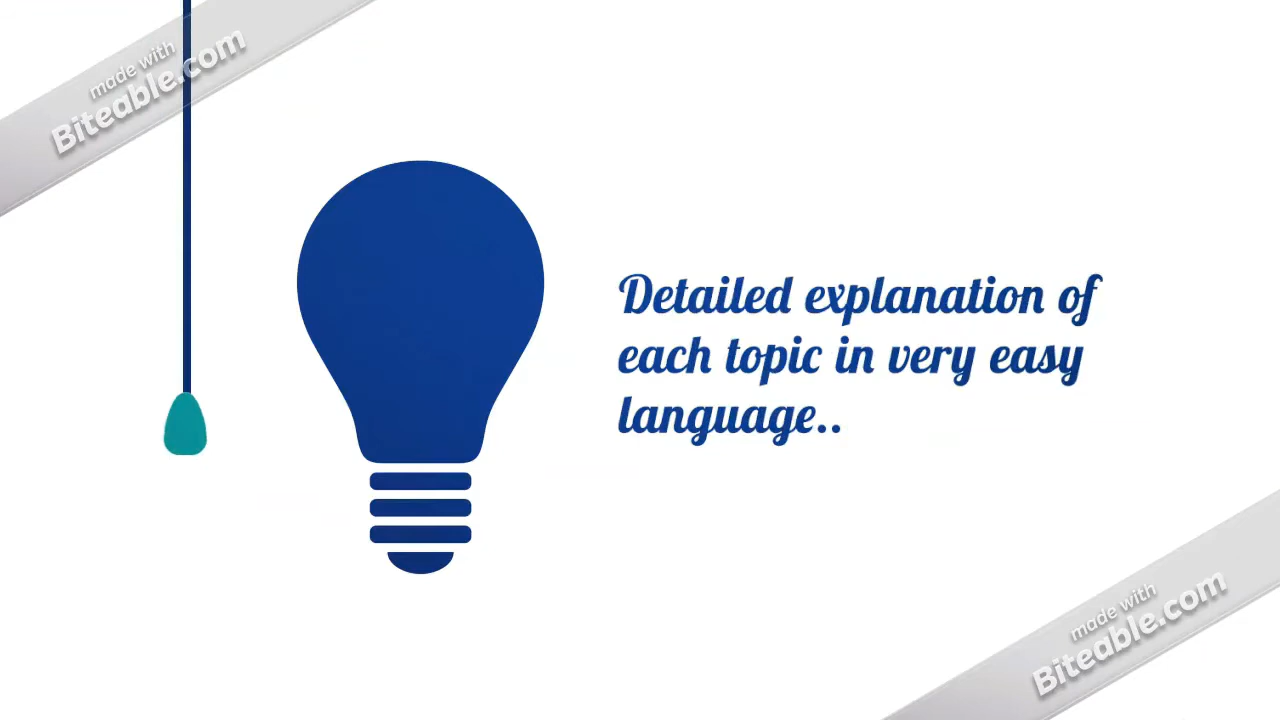 made with
Biteable.com
Detailed explanation of
each topic in very easy
language..
made with
Biteable.com